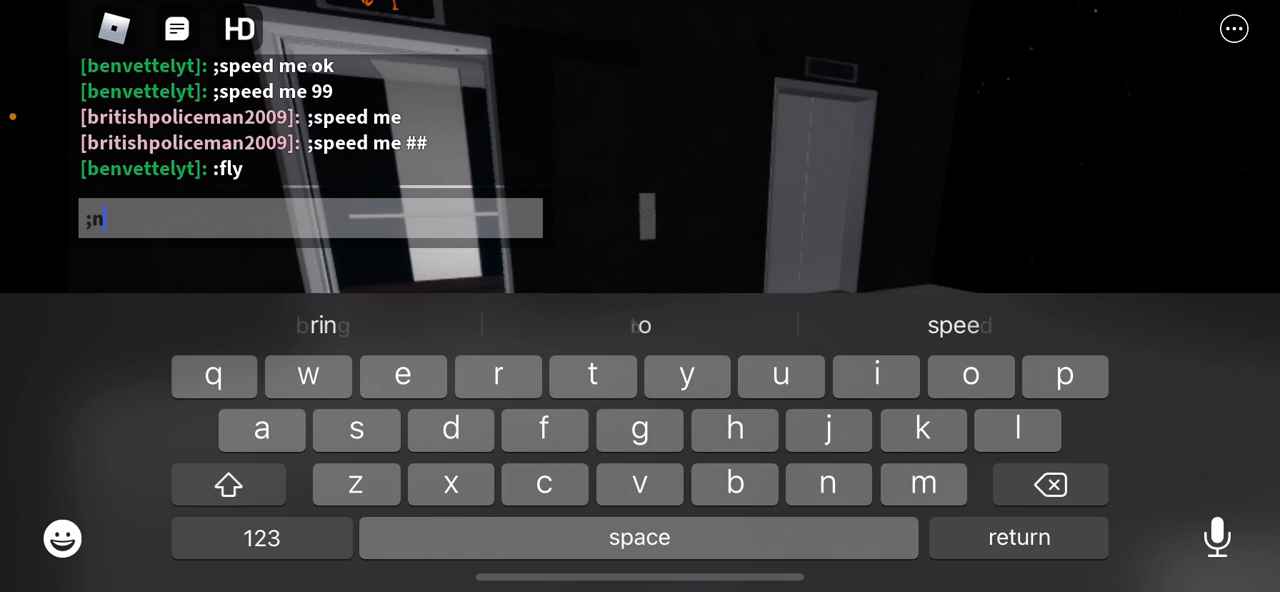 HD
1
[benvettelyt]: ;speed me ok
[benvettelyt]: ;speed me 99
[britishpoliceman2009]: ;speed me
[britishpoliceman2009]: ;speed me ##
[benvettelyt]: :fly
;n
bring to speed
q w e r t y u i o p
a s d f g h j k l
z x c v b n m
123 space return